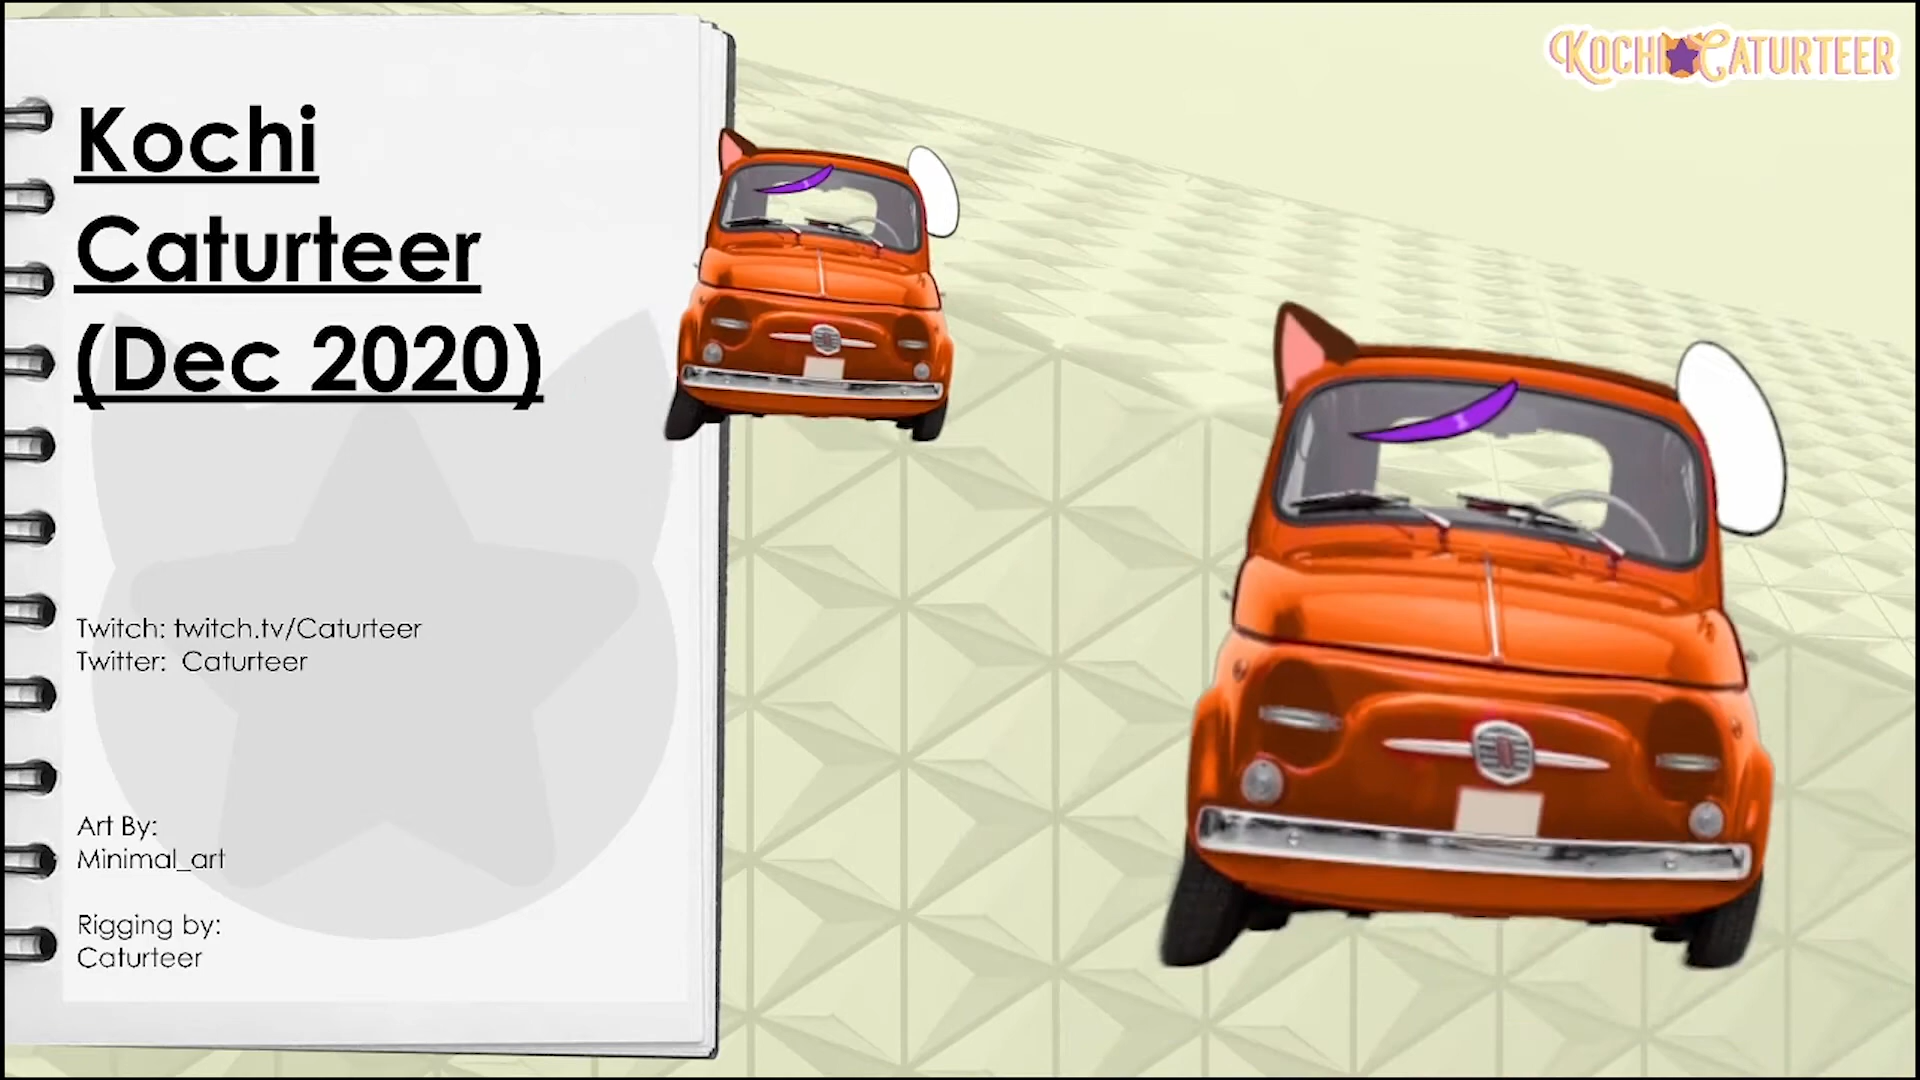 Kochi
Caturteer
(Dec 2020)
KOCHI CATURTEER
Twitch: twitch.tv/Caturteer
Twitter:  Caturteer
Art By:
Minimal_art
Rigging by:
Caturteer